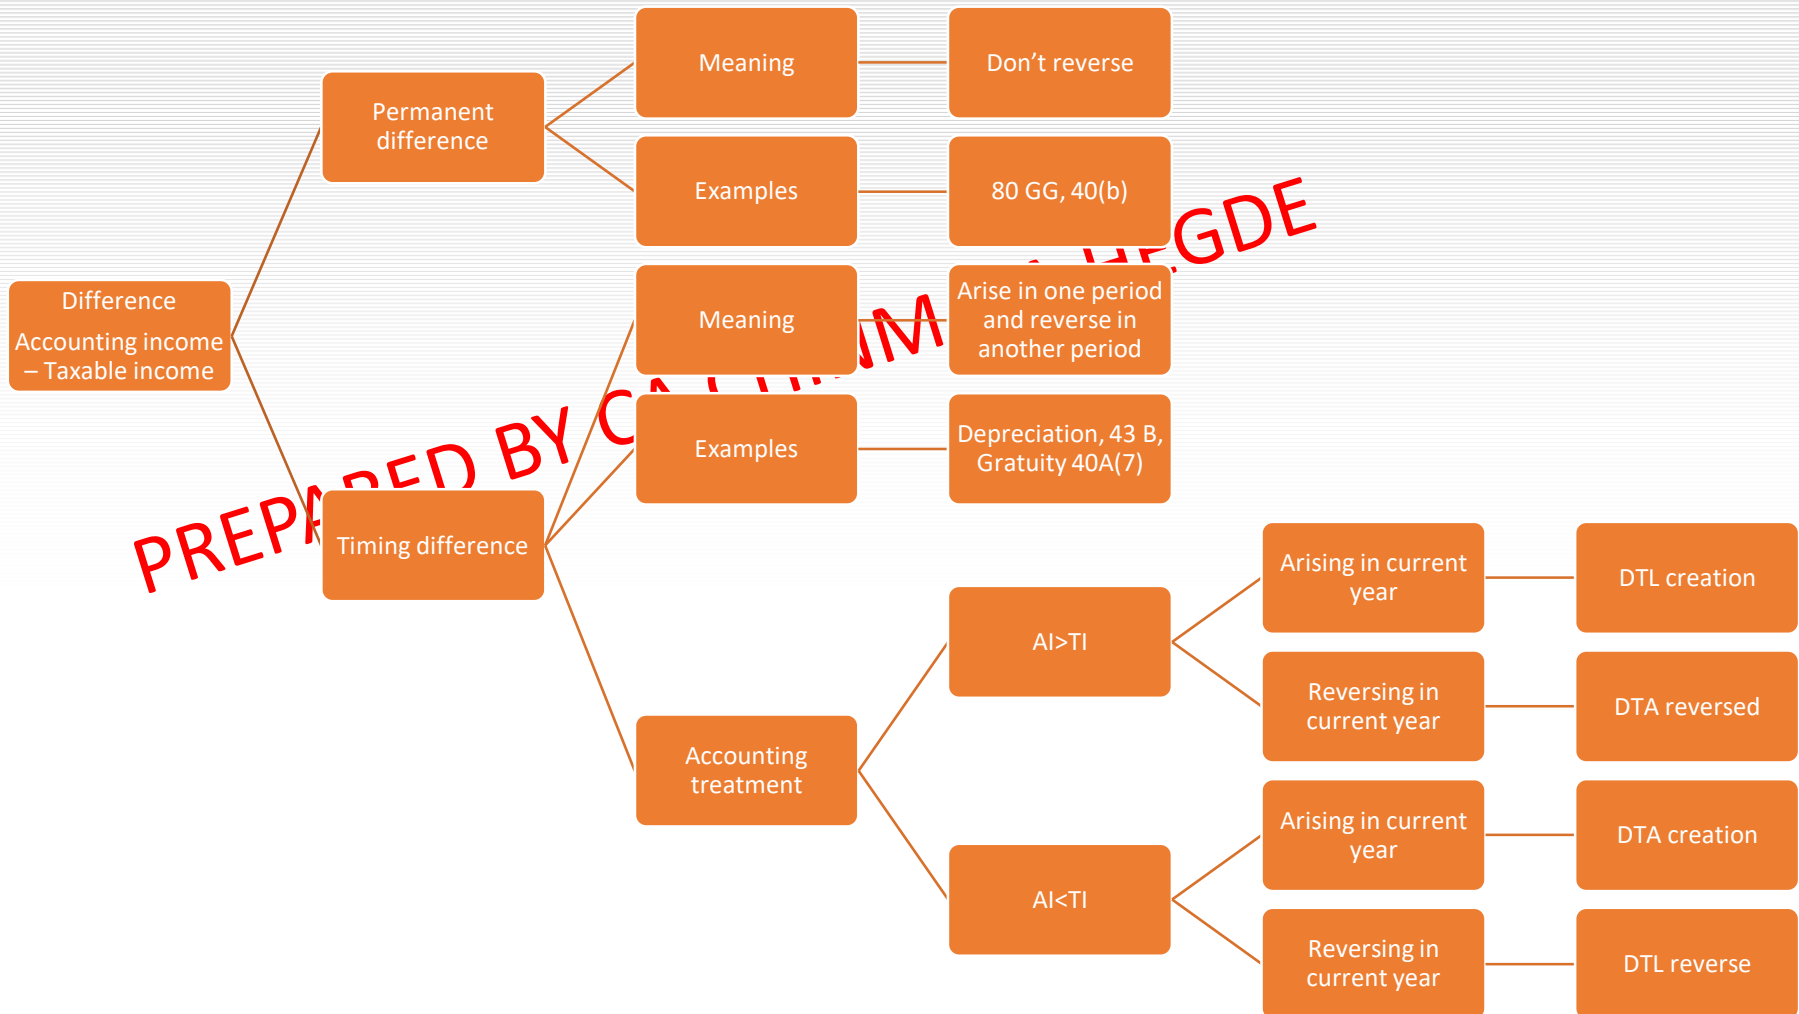 Difference
Accounting income
– Taxable income
Permanent
difference
Meaning
Don’t reverse
Examples
80 GG, 40(b)
Timing difference
Meaning
Arise in one period
and reverse in
another period
Examples
Depreciation, 43 B,
Gratuity 40A(7)
Accounting
treatment
AI>TI
Arising in current
year
DTL creation
Reversing in
current year
DTA reversed
AI<TI
Arising in current
year
DTA creation
Reversing in
current year
DTL reverse
PREPARED BY CA HEGDE